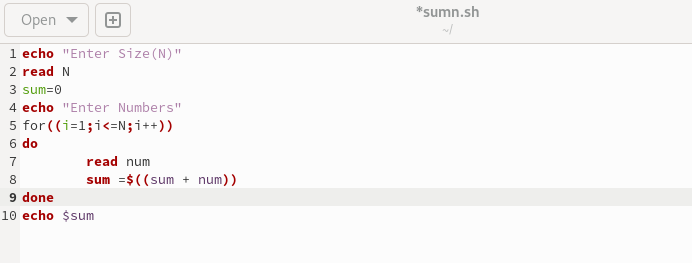 Open
*sumn.sh
~/
1 echo "Enter Size(N)"
2 read N
3 sum=0
4 echo "Enter Numbers"
5 for((i=1;i<=N;i++))
6 do
7 read num
8 sum =$((sum + num))
9 done
10 echo $sum